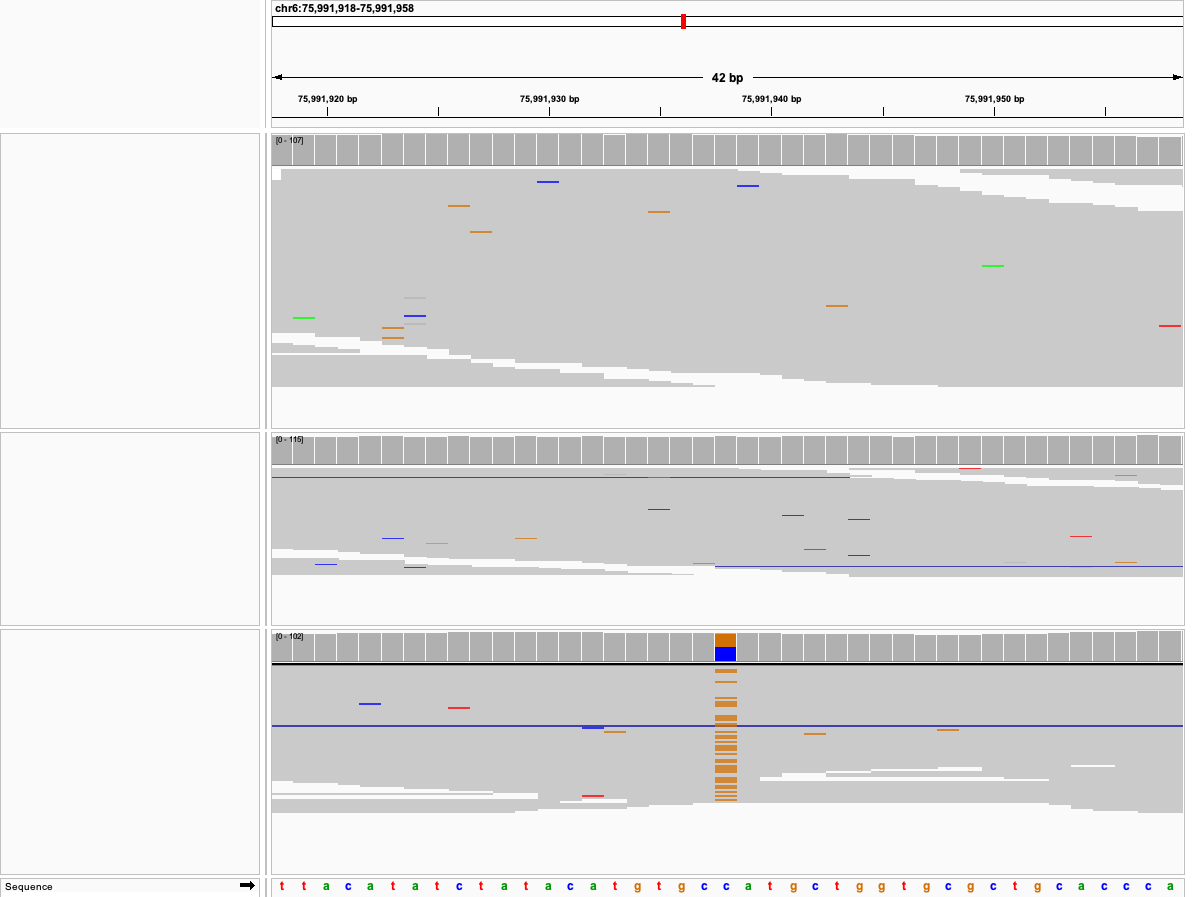 chr6:75,991,918-75,991,958
42 bp
75,991,920 bp 75,991,930 bp 75,991,940 bp 75,991,950 bp
[0 - 107]
[0 - 115]
[0 - 102]
Sequence t t a c a t a t c t a t a c a t g t g c c a t g c t g g t g c g c t g c a c c c a